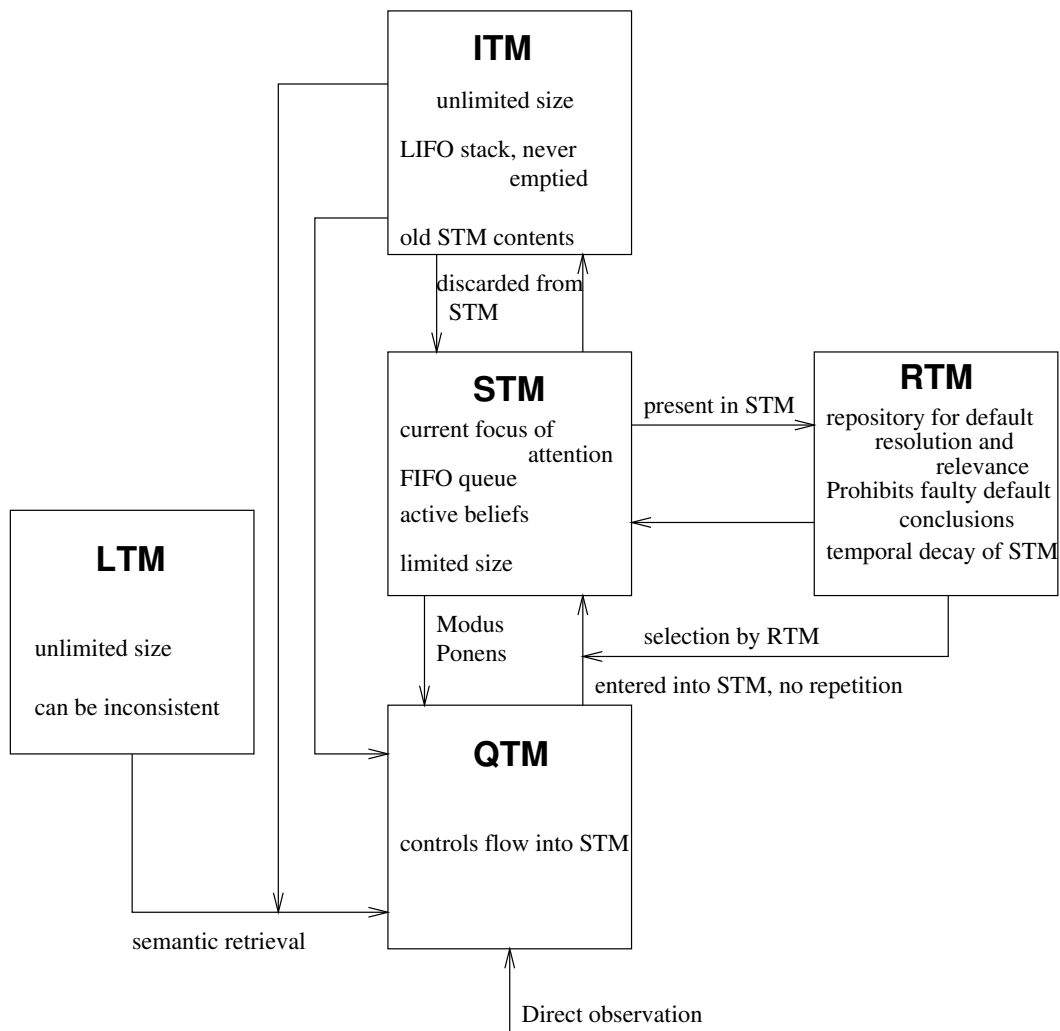 ITM
unlimited size
LIFO stack, never
emptied
old STM contents
discarded from
STM
STM
current focus of
attention
FIFO queue
active beliefs
limited size
present in STM
RTM
repository for default
resolution and
relevance
Prohibits faulty default
conclusions
temporal decay of STM
LTM
unlimited size
can be inconsistent
Modus
Ponens
selection by RTM
entered into STM, no repetition
QTM
controls flow into STM
semantic retrieval
Direct observation